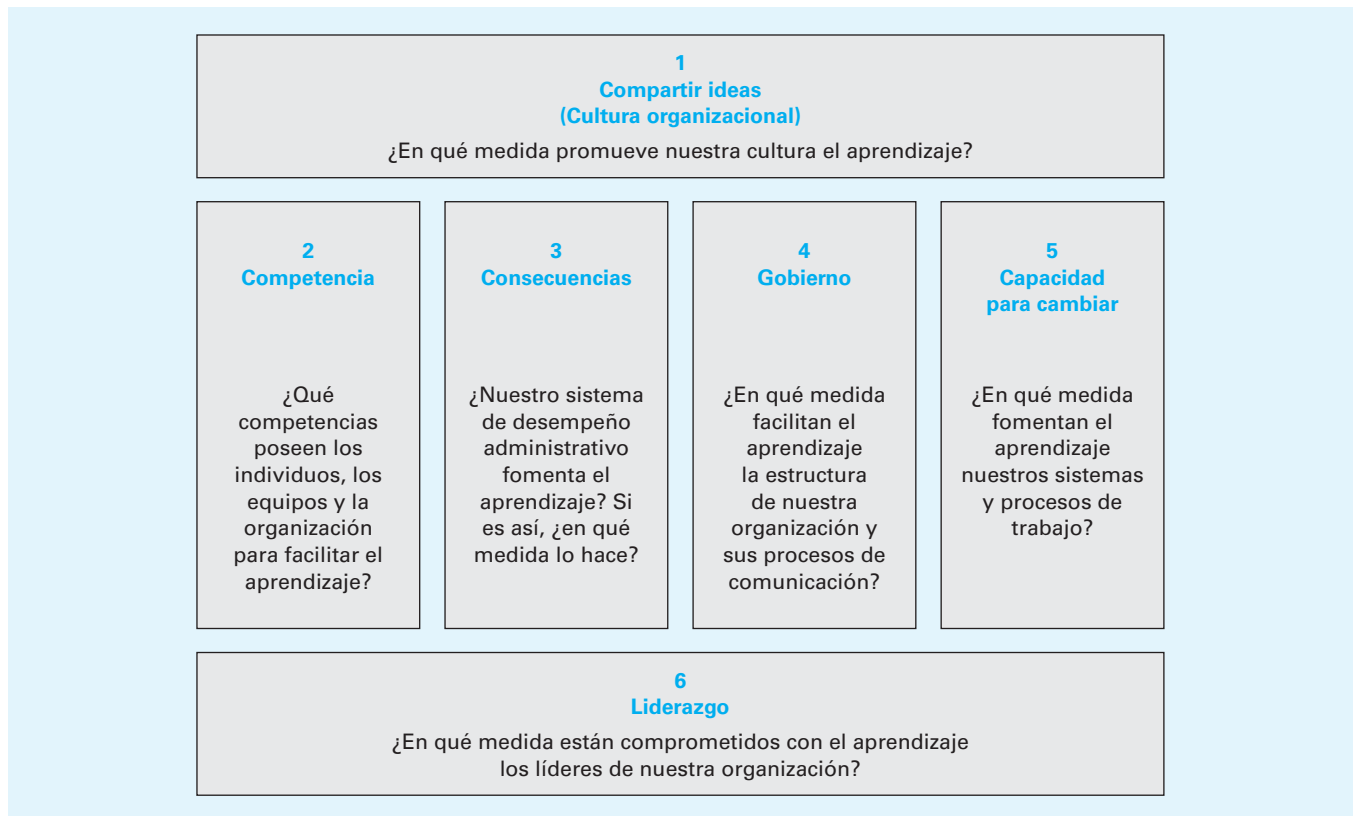 1
Compartir ideas
(Cultura organizacional)
¿En qué medida promueve nuestra cultura el aprendizaje?
2
Competencia
¿Qué
competencias
poseen los
individuos, los
equipos y la
organización
para facilitar el
aprendizaje?
3
Consecuencias
¿Nuestro sistema
de desempeño
administrativo
fomenta el
aprendizaje? Si
es así, ¿en qué
medida lo hace?
4
Gobierno
¿En qué medida
facilitan el
aprendizaje
la estructura
de nuestra
organización y
sus procesos de
comunicación?
5
Capacidad
para cambiar
¿En qué medida
fomentan el
aprendizaje
nuestros sistemas
y procesos de
trabajo?
6
Liderazgo
¿En qué medida están comprometidos con el aprendizaje
los líderes de nuestra organización?